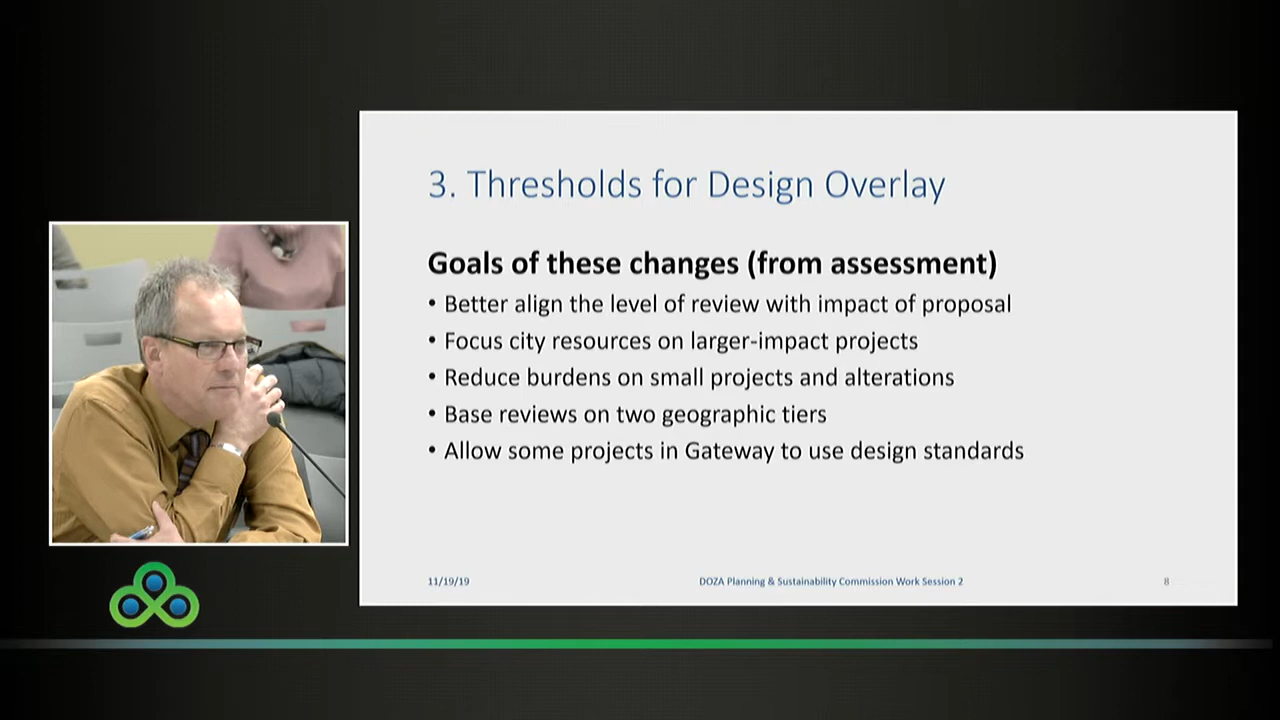 3. Thresholds for Design Overlay
Goals of these changes (from assessment)
• Better align the level of review with impact of proposal
• Focus city resources on larger-impact projects
• Reduce burdens on small projects and alterations
• Base reviews on two geographic tiers
• Allow some projects in Gateway to use design standards
11/19/19
DOZA Planning & Sustainability Commission Work Session 2
8